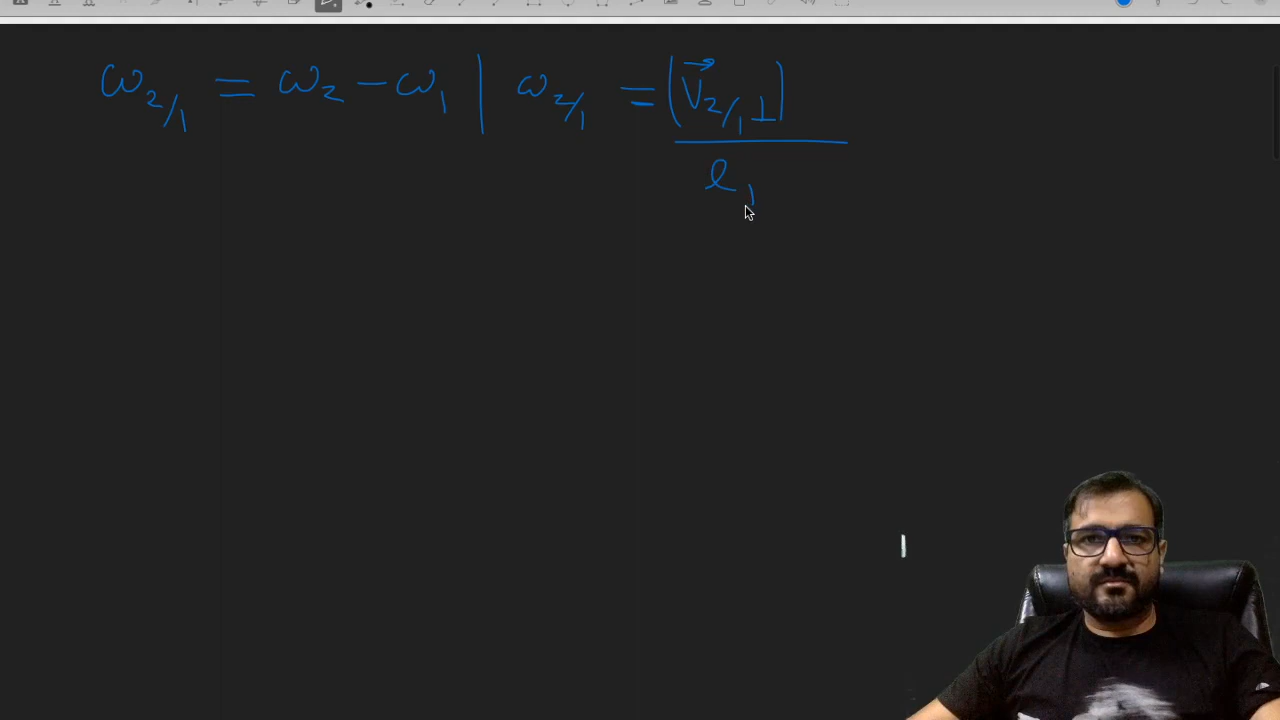 ω₂/₁ = ω₂ − ω₁ | ω₂/₁ = (V⃗₂/₁⊥)
l₁